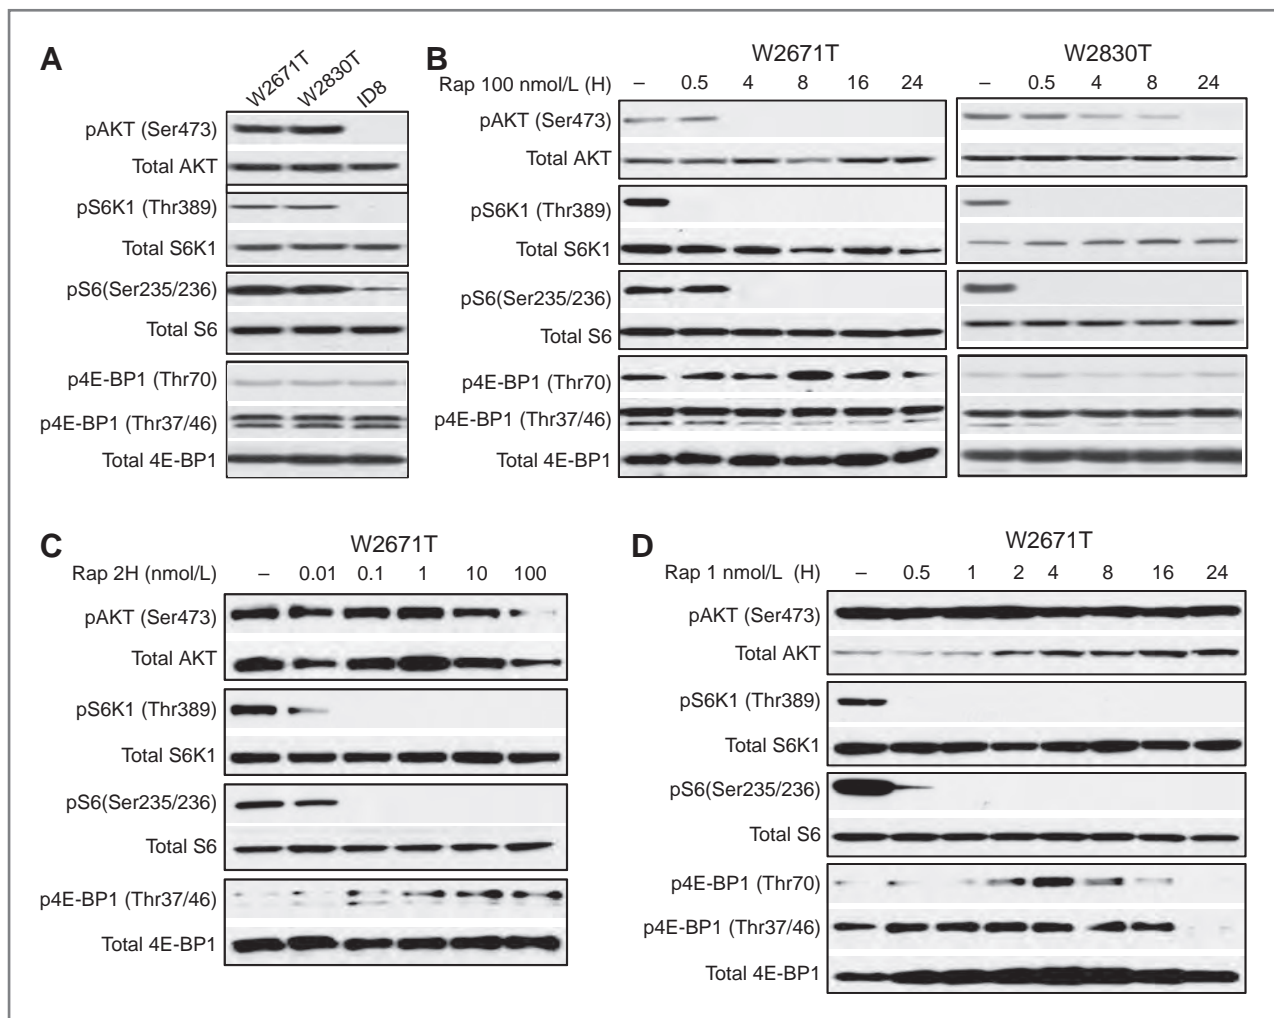 A
W2671T
W2830T
ID8
pAKT (Ser473)
Total AKT
pS6K1 (Thr389)
Total S6K1
pS6(Ser235/236)
Total S6
p4E-BP1 (Thr70)
p4E-BP1 (Thr37/46)
Total 4E-BP1
B
W2671T
W2830T
Rap 100 nmol/L (H) – 0.5 4 8 16 24 – 0.5 4 8 24
pAKT (Ser473)
Total AKT
pS6K1 (Thr389)
Total S6K1
pS6(Ser235/236)
Total S6
p4E-BP1 (Thr70)
p4E-BP1 (Thr37/46)
Total 4E-BP1
C
W2671T
Rap 2H (nmol/L) – 0.01 0.1 1 10 100
pAKT (Ser473)
Total AKT
pS6K1 (Thr389)
Total S6K1
pS6(Ser235/236)
Total S6
p4E-BP1 (Thr37/46)
Total 4E-BP1
D
W2671T
Rap 1 nmol/L (H) – 0.5 1 2 4 8 16 24
pAKT (Ser473)
Total AKT
pS6K1 (Thr389)
Total S6K1
pS6(Ser235/236)
Total S6
p4E-BP1 (Thr70)
p4E-BP1 (Thr37/46)
Total 4E-BP1